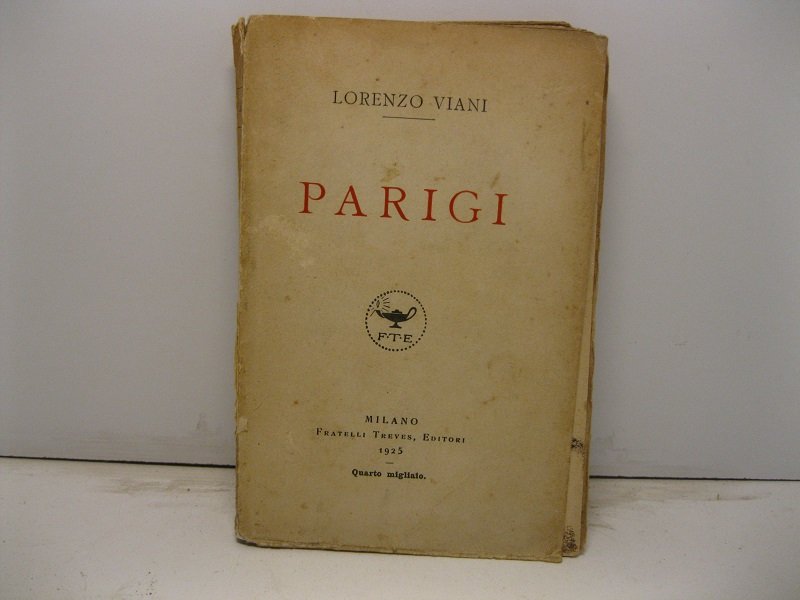 LORENZO VIANI
PARIGI
F·T·E
MILANO
FRATELLI TREVES, EDITORI
1925
Quarto migliaio.